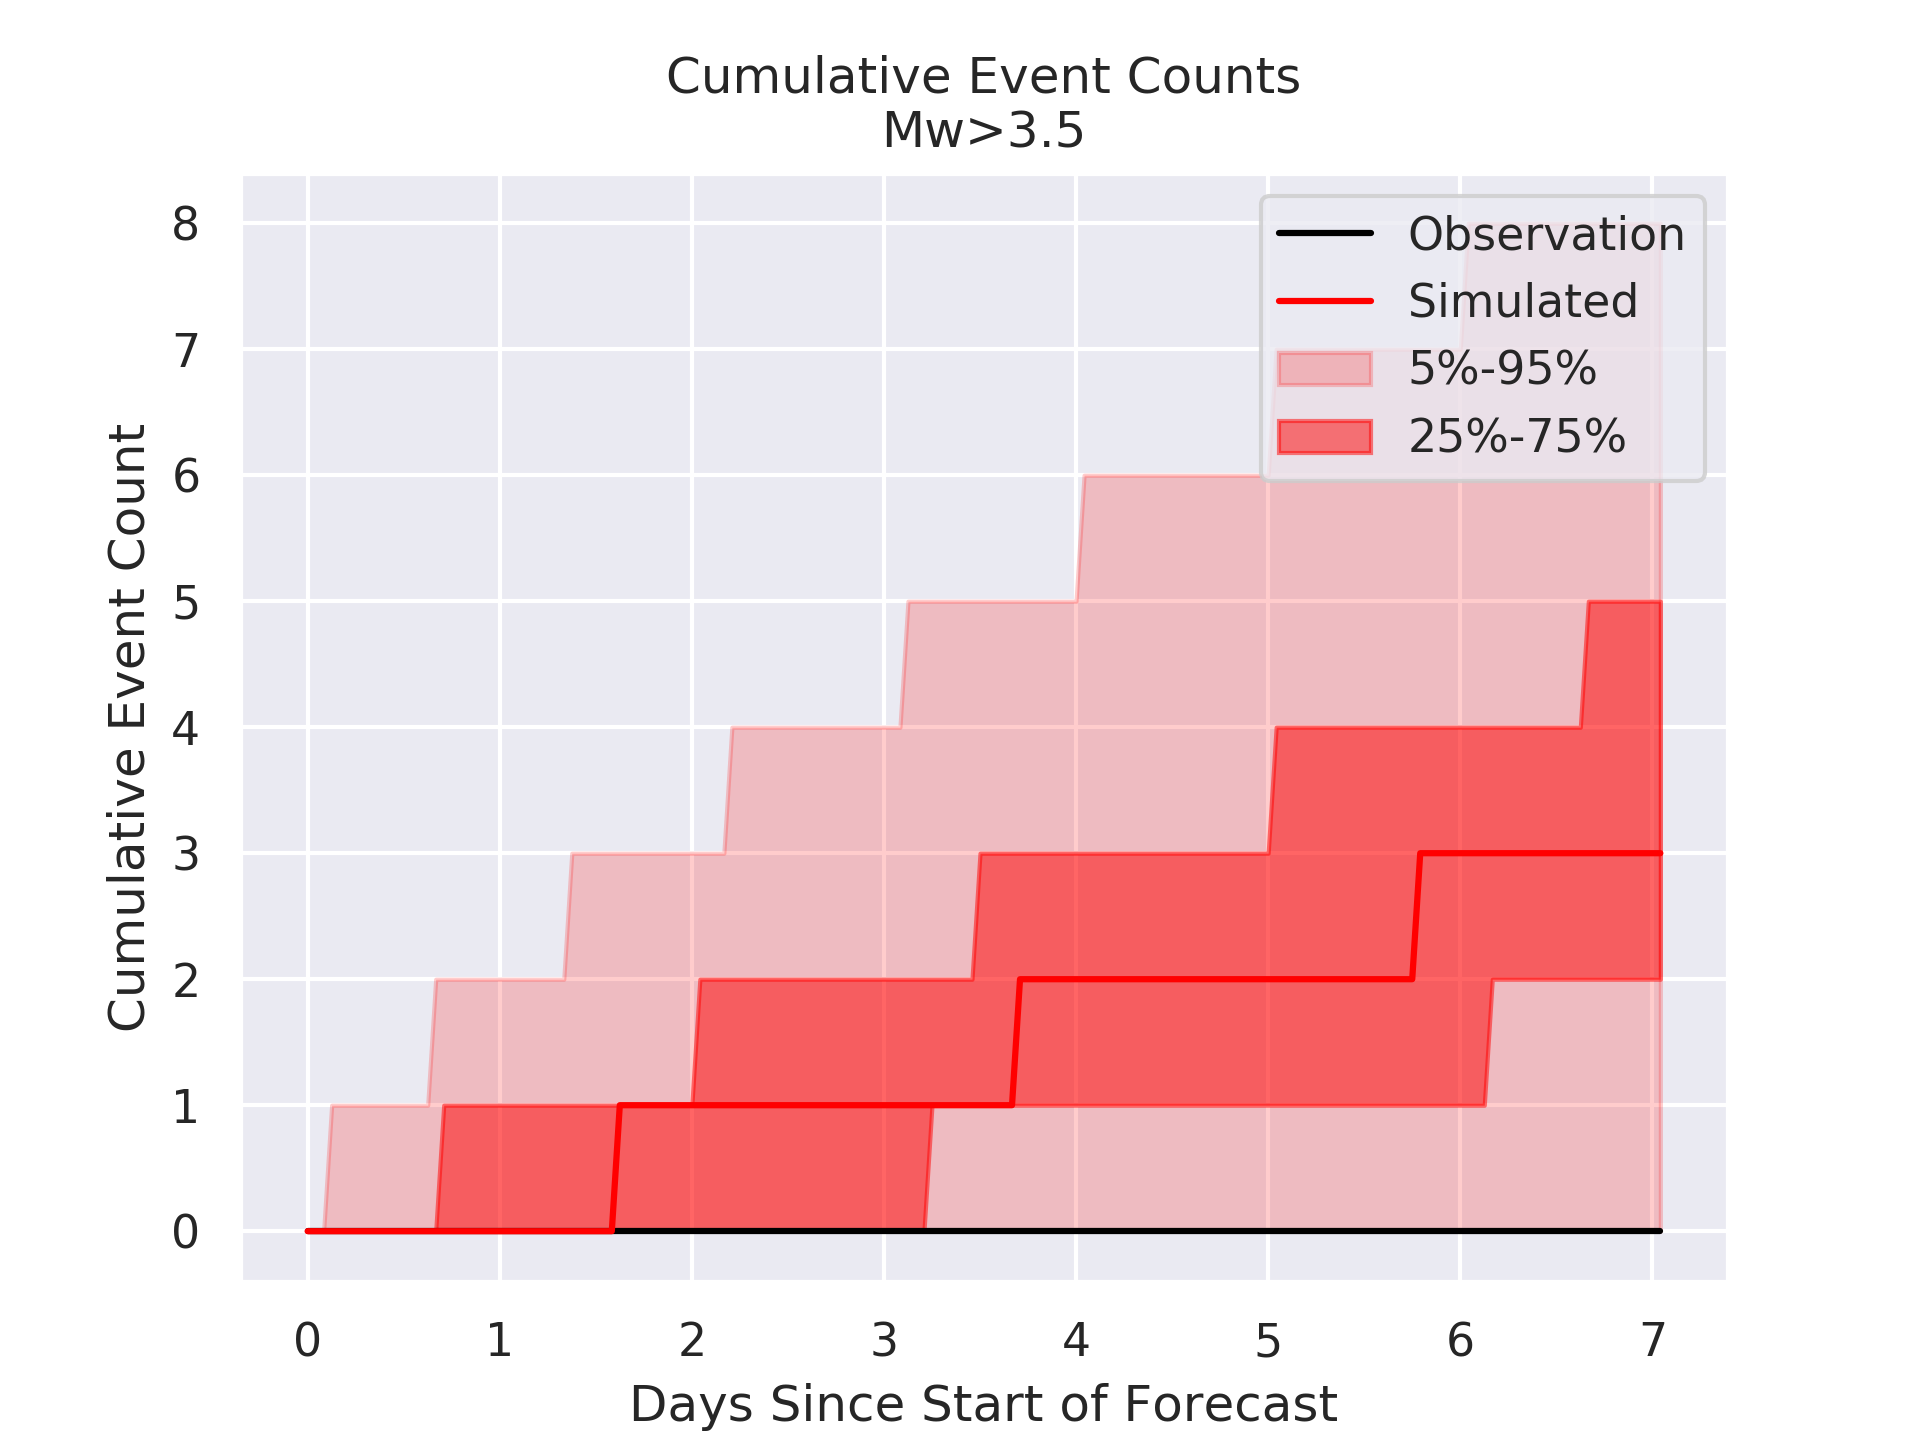 Cumulative Event Counts
Mw>3.5
Cumulative Event Count
8
7
6
5
4
3
2
1
0
Observation
Simulated
5%-95%
25%-75%
0 1 2 3 4 5 6 7
Days Since Start of Forecast